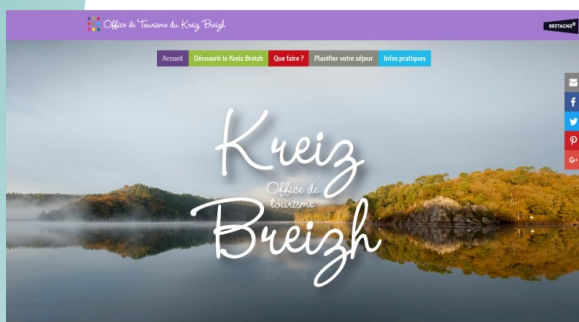 Office de Tourisme du Kreiz Breizh
BRETAGNE
Accueil
Découvrir le Kreiz Breizh
Que faire ?
Planifier votre séjour
Infos pratiques
Kreiz
Office de
tourisme
Breizh
G+